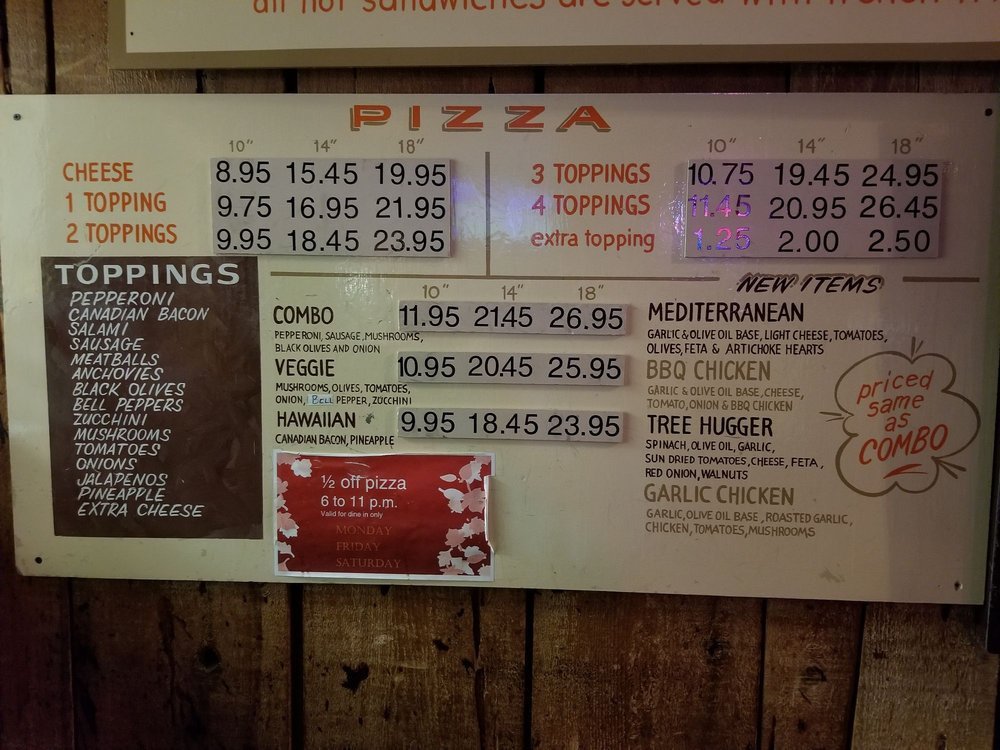 all hot sandwiches are served with french
PIZZA
10" 14" 18"
CHEESE 8.95 15.45 19.95
1 TOPPING 9.75 16.95 21.95
2 TOPPINGS 9.95 18.45 23.95
10" 14" 18"
3 TOPPINGS 10.75 19.45 24.95
4 TOPPINGS 11.45 20.95 26.45
extra topping 1.25 2.00 2.50
TOPPINGS
PEPPERONI
CANADIAN BACON
SALAMI
SAUSAGE
MEATBALLS
ANCHOVIES
BLACK OLIVES
BELL PEPPERS
ZUCCHINI
MUSHROOMS
TOMATOES
ONIONS
JALAPENOS
PINEAPPLE
EXTRA CHEESE
10" 14" 18"
COMBO 11.95 21.45 26.95
PEPPERONI, SAUSAGE, MUSHROOMS,
BLACK OLIVES AND ONION
VEGGIE 10.95 20.45 25.95
MUSHROOMS, OLIVES, TOMATOES,
ONION, BELL PEPPER, ZUCCHINI
HAWAIIAN 9.95 18.45 23.95
CANADIAN BACON, PINEAPPLE
½ off pizza
6 to 11 p.m.
Valid for dine in only
MONDAY
FRIDAY
SATURDAY
NEW ITEMS
MEDITERRANEAN
GARLIC & OLIVE OIL BASE, LIGHT CHEESE, TOMATOES,
OLIVES, FETA & ARTICHOKE HEARTS
BBQ CHICKEN
GARLIC & OLIVE OIL BASE, CHEESE,
TOMATO, ONION & BBQ CHICKEN
TREE HUGGER
SPINACH, OLIVE OIL, GARLIC,
SUN DRIED TOMATOES, CHEESE, FETA,
RED ONION, WALNUTS
GARLIC CHICKEN
GARLIC, OLIVE OIL BASE, ROASTED GARLIC,
CHICKEN, TOMATOES, MUSHROOMS
priced
same
as
COMBO